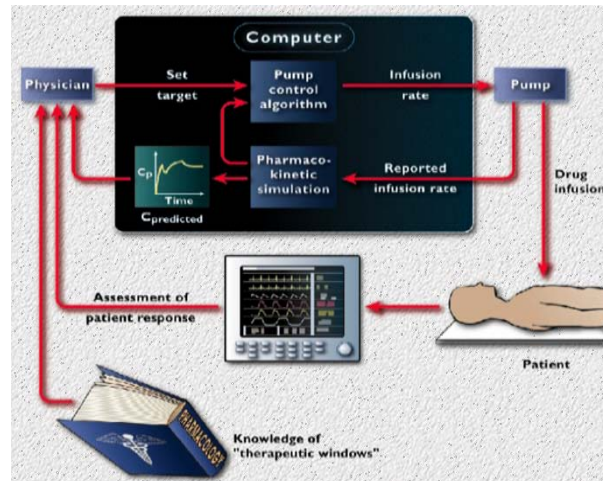 Computer
Physician
Set
target
Pump
control
algorithm
Infusion
rate
Pump
Cp
Time
Cpredicted
Pharmaco-
kinetic
simulation
Reported
infusion rate
Drug
infusion
Assessment of
patient response
Patient
PHARMACOLOGY
Knowledge of
"therapeutic windows"